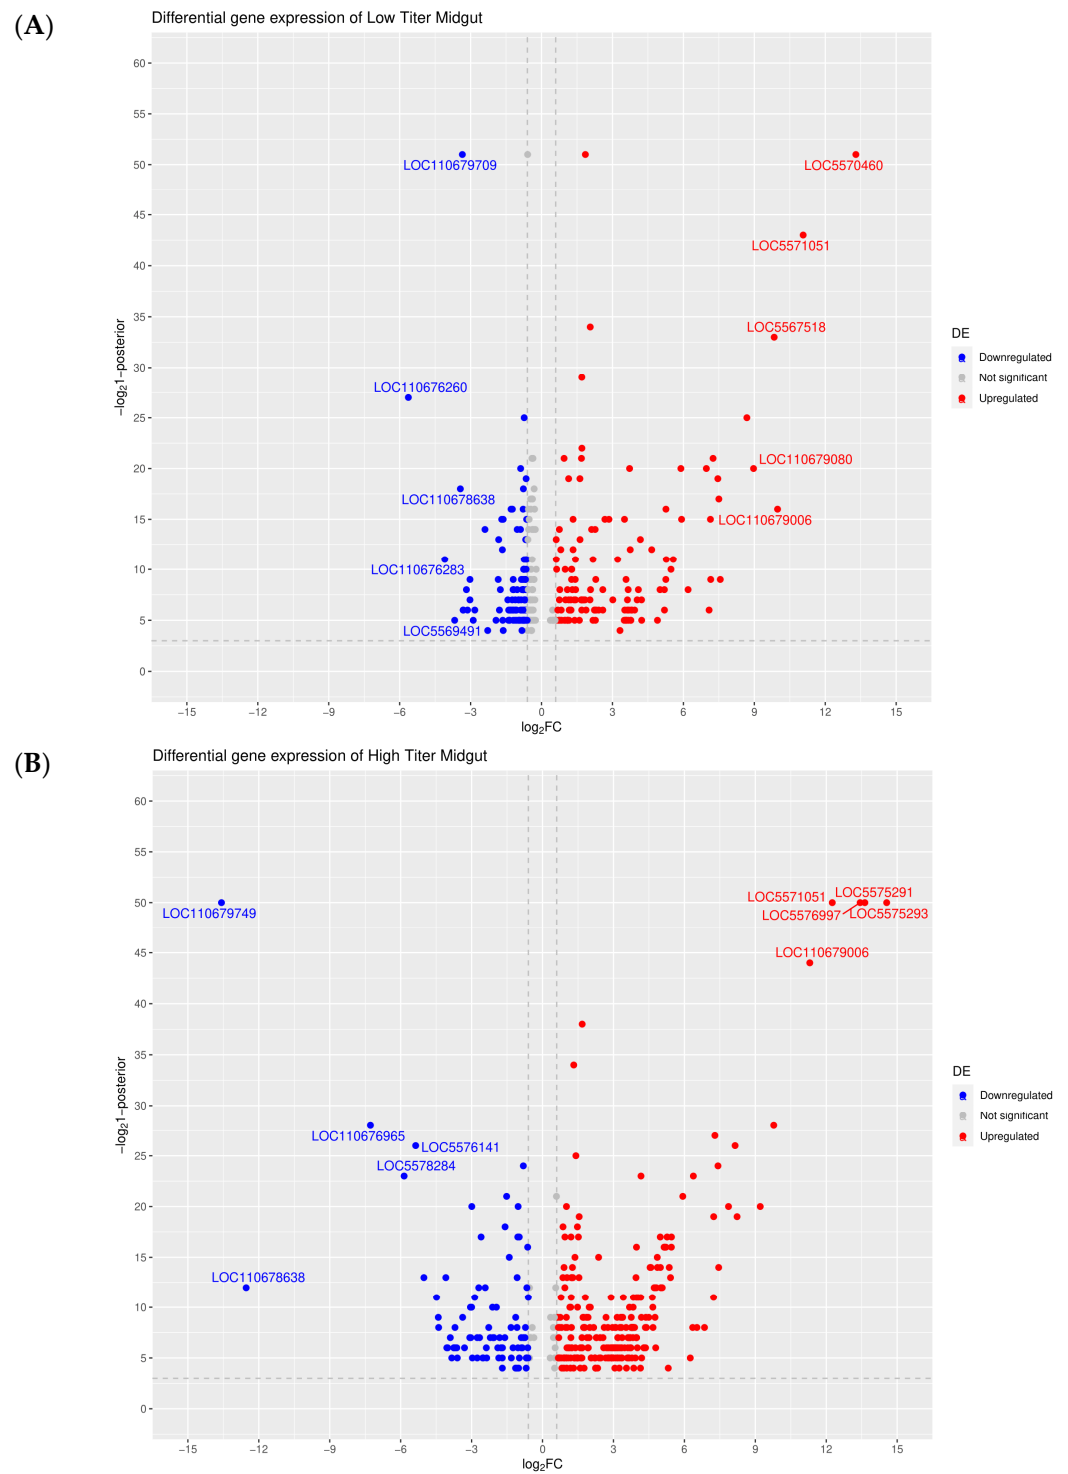 (A)
Differential gene expression of Low Titer Midgut
60
55
50
45
40
35
30
25
20
15
10
5
0
−log21−posterior
LOC110679709
LOC5570460
LOC5571051
LOC5567518
LOC110676260
LOC110679080
LOC110678638
LOC110679006
LOC110676283
LOC5569491
−15
−12
−9
−6
−3
0
3
6
9
12
15
log2FC
DE
Downregulated
Not significant
Upregulated
(B)
Differential gene expression of High Titer Midgut
60
55
50
45
40
35
30
25
20
15
10
5
0
−log21−posterior
LOC5571051
LOC5575291
LOC110679749
LOC5576997
LOC5575293
LOC110679006
LOC110676965
LOC5576141
LOC5578284
LOC110678638
−15
−12
−9
−6
−3
0
3
6
9
12
15
log2FC
DE
Downregulated
Not significant
Upregulated